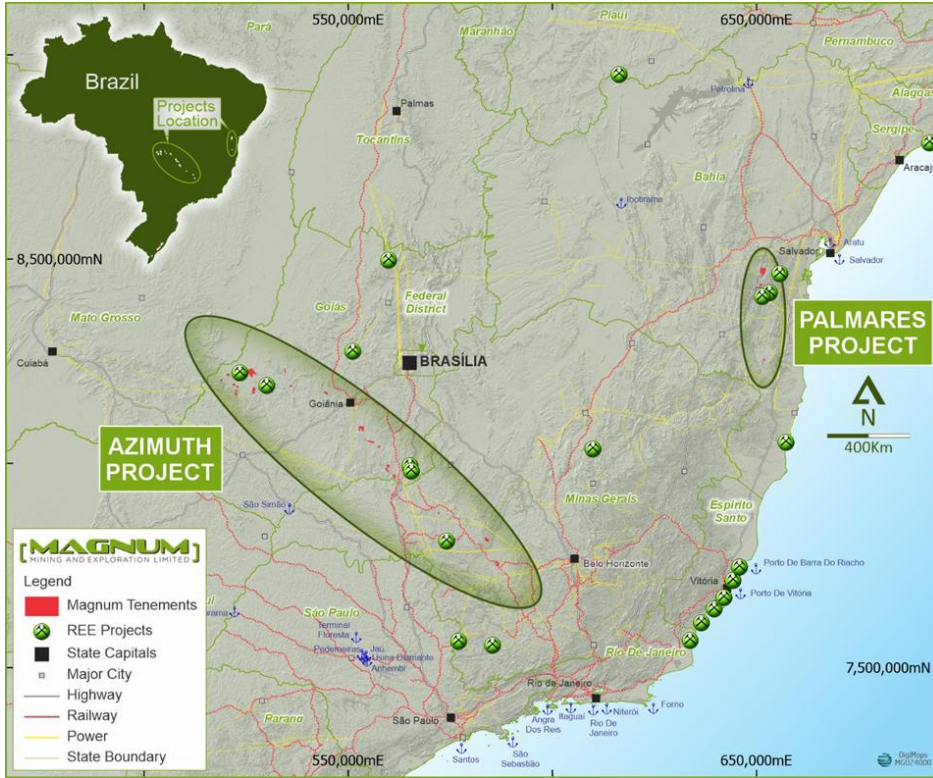 550,000mE
650,000mE
Pará
Maranhão
Piauí
Pernambuco
Brazil
Projects
Location
Petrolina
Alagoas
Palmas
Sergipe
Tocantins
Aracaju
Bahia
Ibotirama
8,500,000mN
Salvador
Aratu
Salvador
Goiás
Federal
District
Mato Grosso
PALMARES
PROJECT
Cuiabá
BRASÍLIA
N
Goiânia
400Km
AZIMUTH
PROJECT
São Simão
Minas Gerais
Espírito
Santo
[MAGNUM]
MINING AND EXPLORATION LIMITED
Belo Horizonte
Porto De Barra Do Riacho
Legend
Vitória
Porto De Vitória
Magnum Tenements
São Paulo
REE Projects
Terminal
Floresta
State Capitals
Pederneiras
Jaú
Usina Diamante
Anhembi
Rio De Janeiro
7,500,000mN
Major City
Highway
Rio de Janeiro
Railway
Paraná
São Paulo
Angra
Dos Reis
Itaguaí
Rio De
Janeiro
Niterói
Forno
Power
State Boundary
Santos
São
Sebastião
550,000mE
650,000mE
DigiMaps